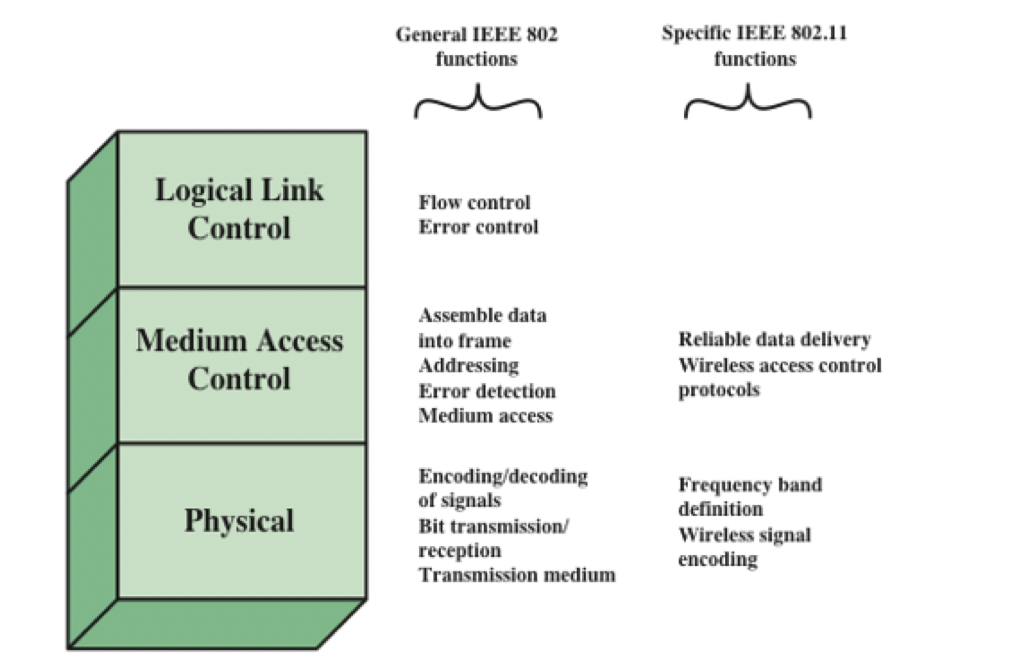 General IEEE 802
functions
Specific IEEE 802.11
functions
Logical Link
Control
Flow control
Error control
Medium Access
Control
Assemble data
into frame
Addressing
Error detection
Medium access
Reliable data delivery
Wireless access control
protocols
Physical
Encoding/decoding
of signals
Bit transmission/
reception
Transmission medium
Frequency band
definition
Wireless signal
encoding